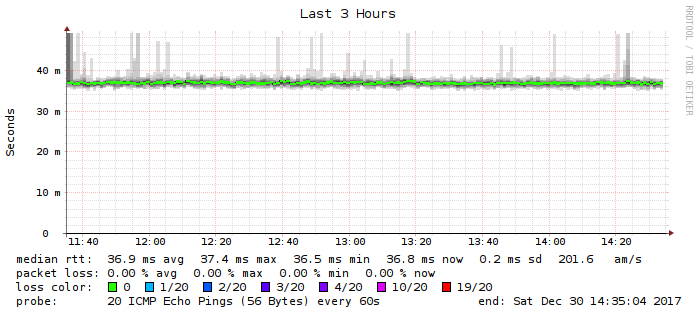 Last 3 Hours
RRDTOOL / TOBI OETIKER
Seconds
40 m
30 m
20 m
10 m
0
11:40 12:00 12:20 12:40 13:00 13:20 13:40 14:00 14:20
median rtt: 36.9 ms avg 37.4 ms max 36.5 ms min 36.8 ms now 0.2 ms sd 201.6 am/s
packet loss: 0.00 % avg 0.00 % max 0.00 % min 0.00 % now
loss color: 0 1/20 2/20 3/20 4/20 10/20 19/20
probe: 20 ICMP Echo Pings (56 Bytes) every 60s end: Sat Dec 30 14:35:04 2017